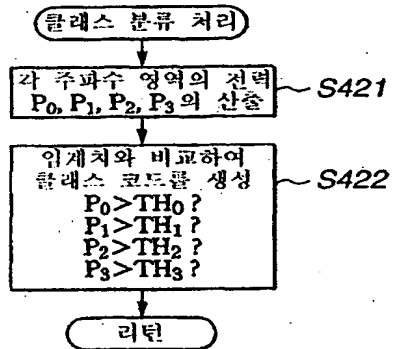 클래스 분류 처리
각 주파수 영역의 전력
P₀, P₁, P₂, P₃의 산출
S421
임계치와 비교하여
클래스 코드를 생성
S422
P₀>TH₀?
P₁>TH₁?
P₂>TH₂?
P₃>TH₃?
리턴